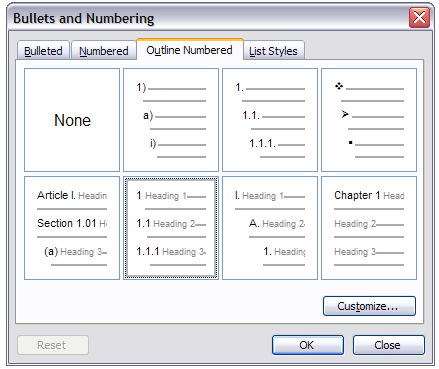 Bullets and Numbering
Bulleted Numbered Outline Numbered List Styles
None
1)
a)
i)
1.
1.1.
1.1.1.
❖
➢
▪
Article I. Headin
Section 1.01 H
(a) Heading 3
1 Heading 1
1.1 Heading 2
1.1.1 Heading 3
I. Heading 1
A. Heading 2
1. Heading
Chapter 1 Head
Heading 2
Heading 3
Customize...
Reset OK Close